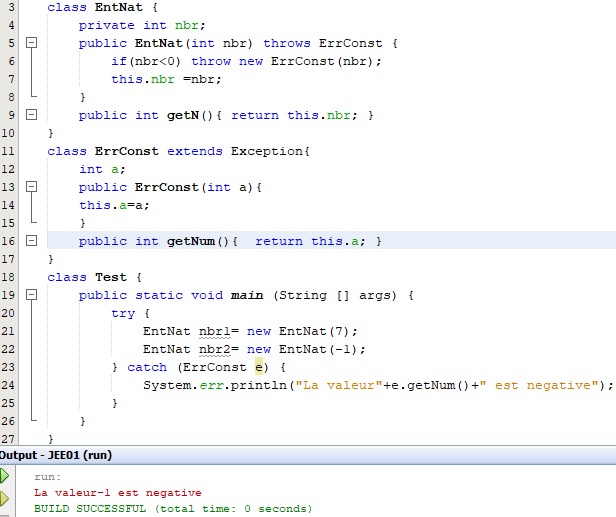 3 class EntNat {
4 private int nbr;
5 public EntNat(int nbr) throws ErrConst {
6 if(nbr<0) throw new ErrConst(nbr);
7 this.nbr =nbr;
8 }
9 public int getN(){ return this.nbr; }
10 }
11 class ErrConst extends Exception{
12 int a;
13 public ErrConst(int a){
14 this.a=a;
15 }
16 public int getNum(){ return this.a; }
17 }
18 class Test {
19 public static void main (String [] args) {
20 try {
21 EntNat nbr1= new EntNat(7);
22 EntNat nbr2= new EntNat(-1);
23 } catch (ErrConst e) {
24 System.err.println("La valeur"+e.getNum()+" est negative");
25 }
26 }
27 }
Output - JEE01 (run)
run:
La valeur-1 est negative
BUILD SUCCESSFUL (total time: 0 seconds)